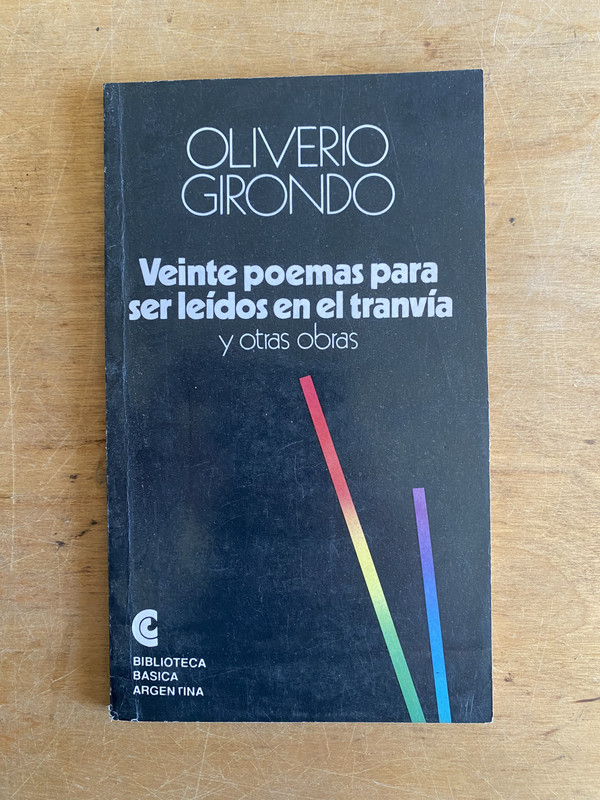 OLIVERIO
GIRONDO
Veinte poemas para
ser leídos en el tranvía
y otras obras
BIBLIOTECA
BASICA
ARGENTINA